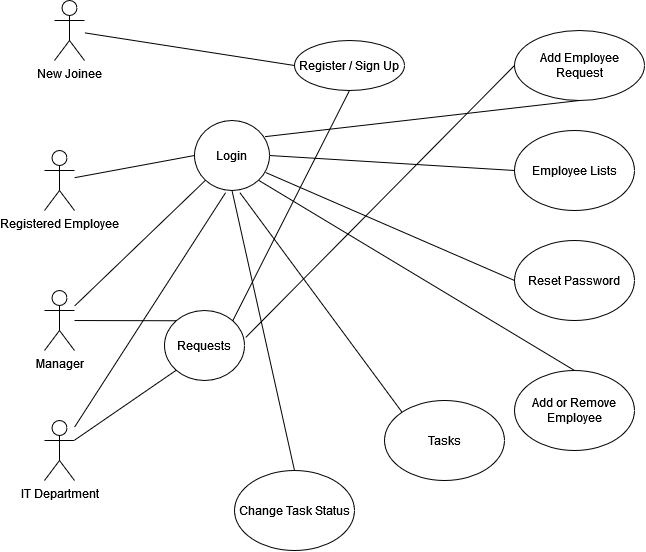 New Joinee
Register / Sign Up
Add Employee
Request
Login
Employee Lists
Registered Employee
Reset Password
Requests
Manager
Add or Remove
Employee
Tasks
IT Department
Change Task Status